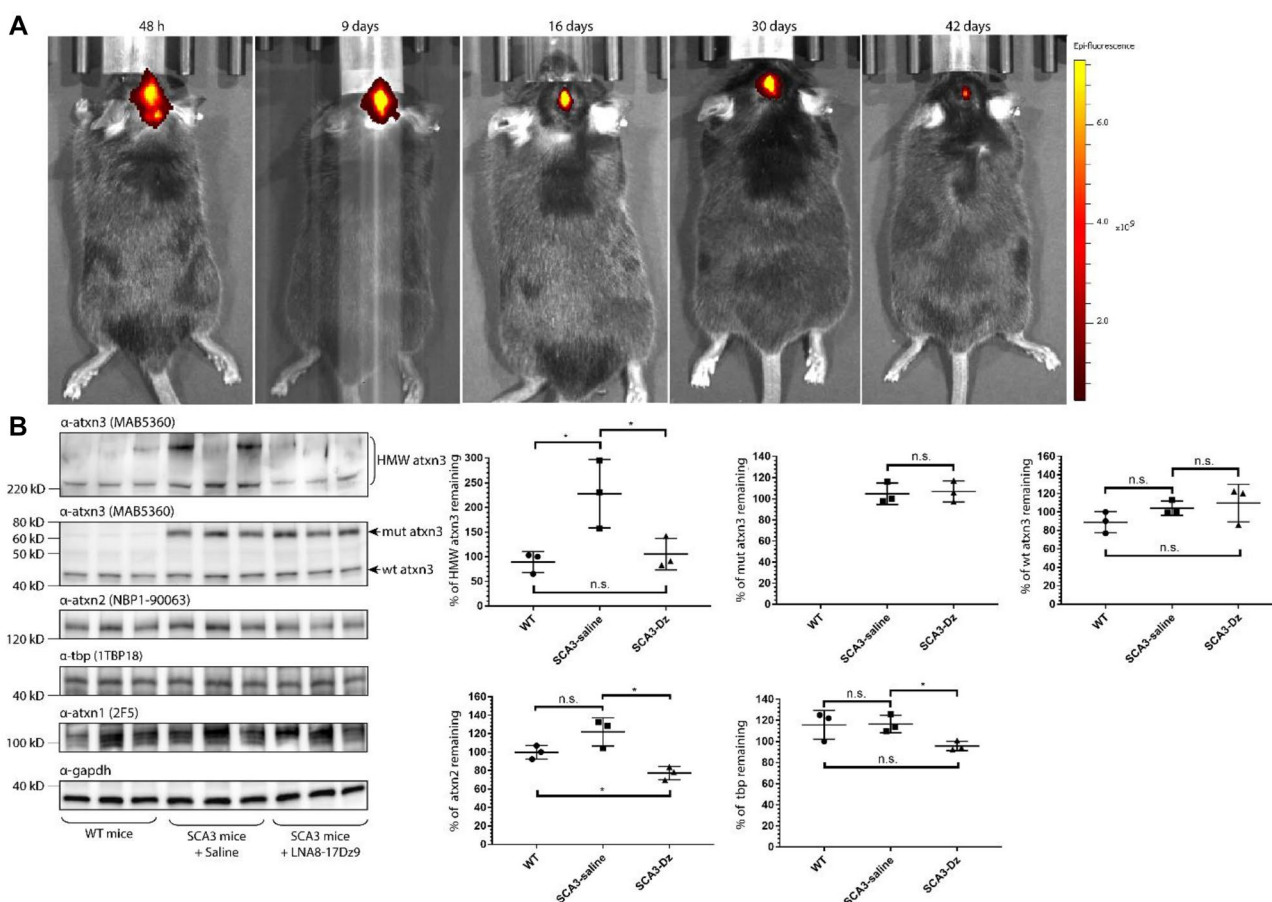 A
48 h
9 days
16 days
30 days
42 days
Epi-fluorescence
6.0
4.0
x10⁻⁹
2.0
B
α-atxn3 (MAB5360)
HMW atxn3
220 kD
α-atxn3 (MAB5360)
80 kD
60 kD
50 kD
40 kD
mut atxn3
wt atxn3
α-atxn2 (NBP1-90063)
120 kD
α-tbp (1TBP18)
40 kD
α-atxn1 (2F5)
100 kD
α-gapdh
40 kD
WT mice
SCA3 mice
+ Saline
SCA3 mice
+ LNA8-17Dz9
% of HMW atxn3 remaining
300
250
200
150
100
50
0
*
*
n.s.
WT
SCA3-saline
SCA3-Dz
% of mut atxn3 remaining
140
120
100
80
60
40
20
0
n.s.
WT
SCA3-saline
SCA3-Dz
% of wt atxn3 remaining
160
140
120
100
80
60
40
20
0
n.s.
n.s.
n.s.
WT
SCA3-saline
SCA3-Dz
% of atxn2 remaining
160
140
120
100
80
60
40
20
0
n.s.
*
*
WT
SCA3-saline
SCA3-Dz
% of tbp remaining
160
140
120
100
80
60
40
20
0
n.s.
*
n.s.
WT
SCA3-saline
SCA3-Dz